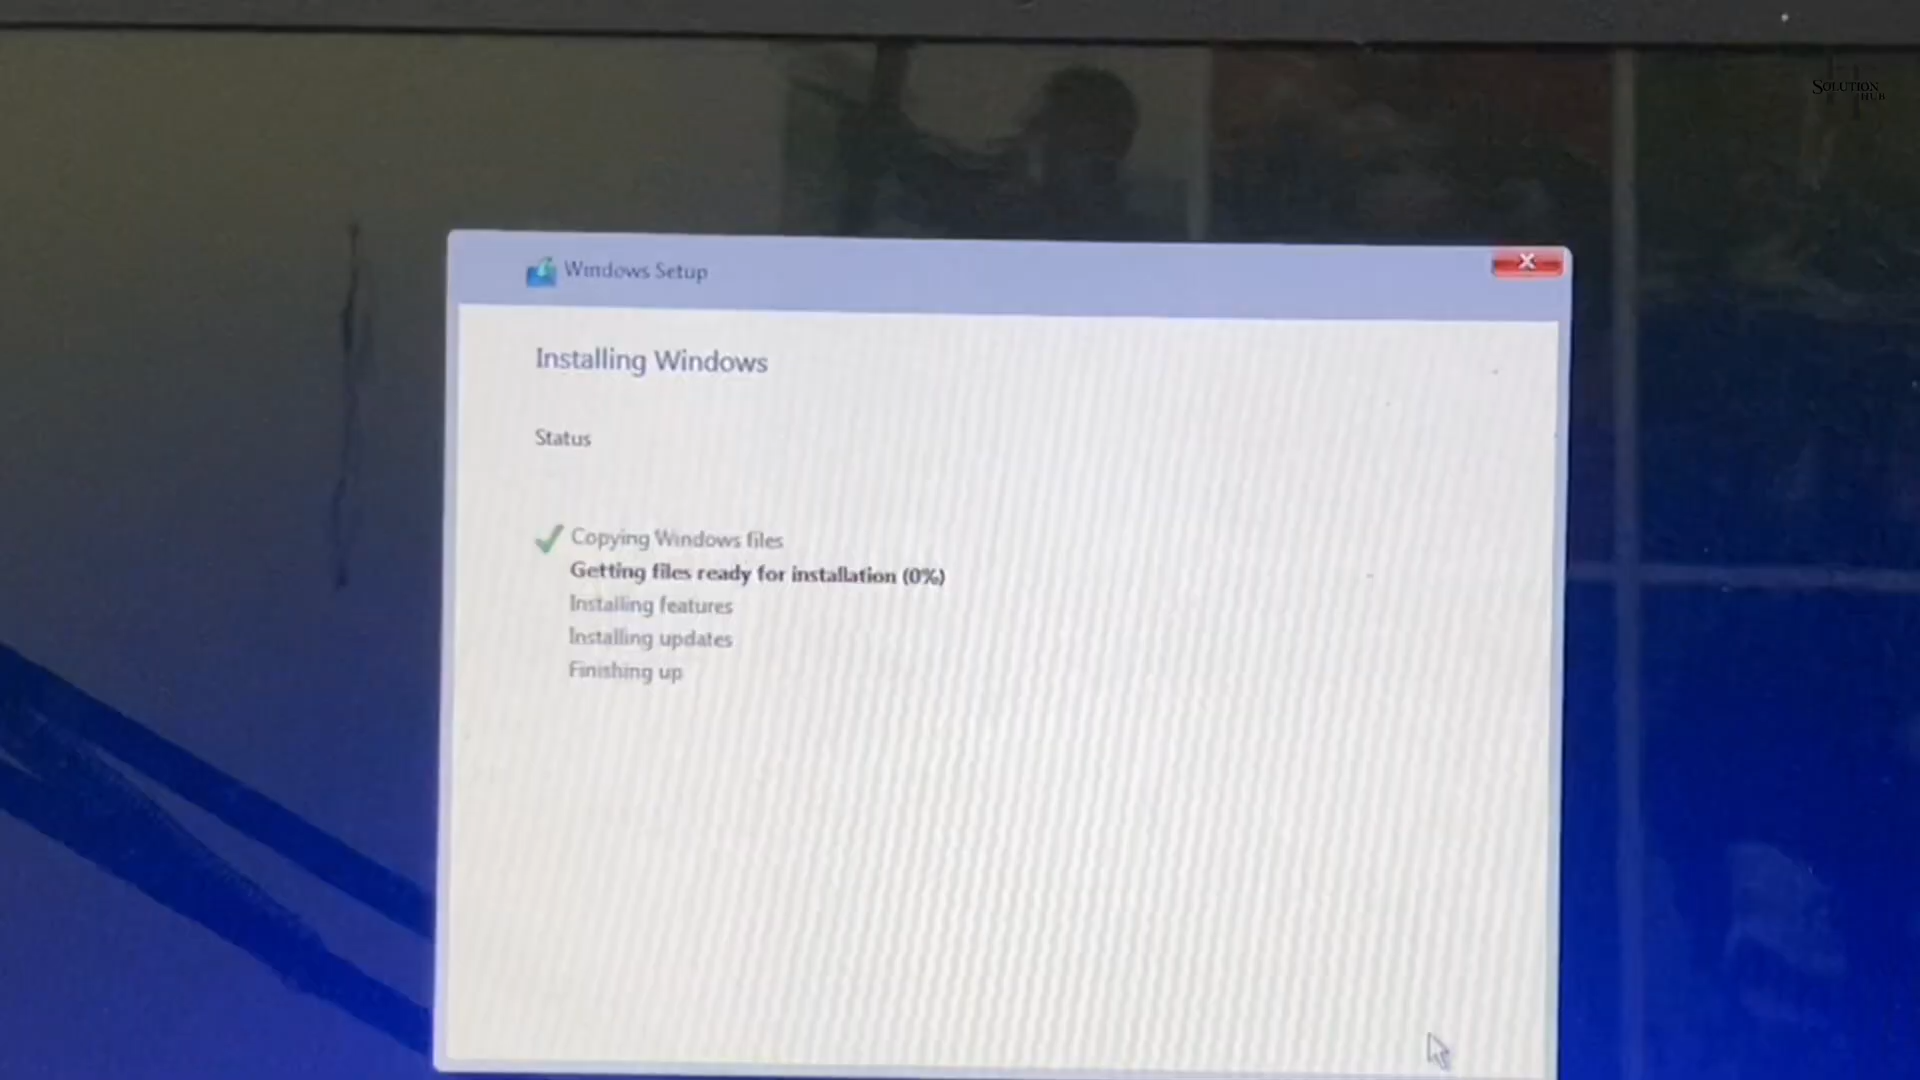 SOLUTION
HUB
Windows Setup
Installing Windows
Status
Copying Windows files
Getting files ready for installation (0%)
Installing features
Installing updates
Finishing up